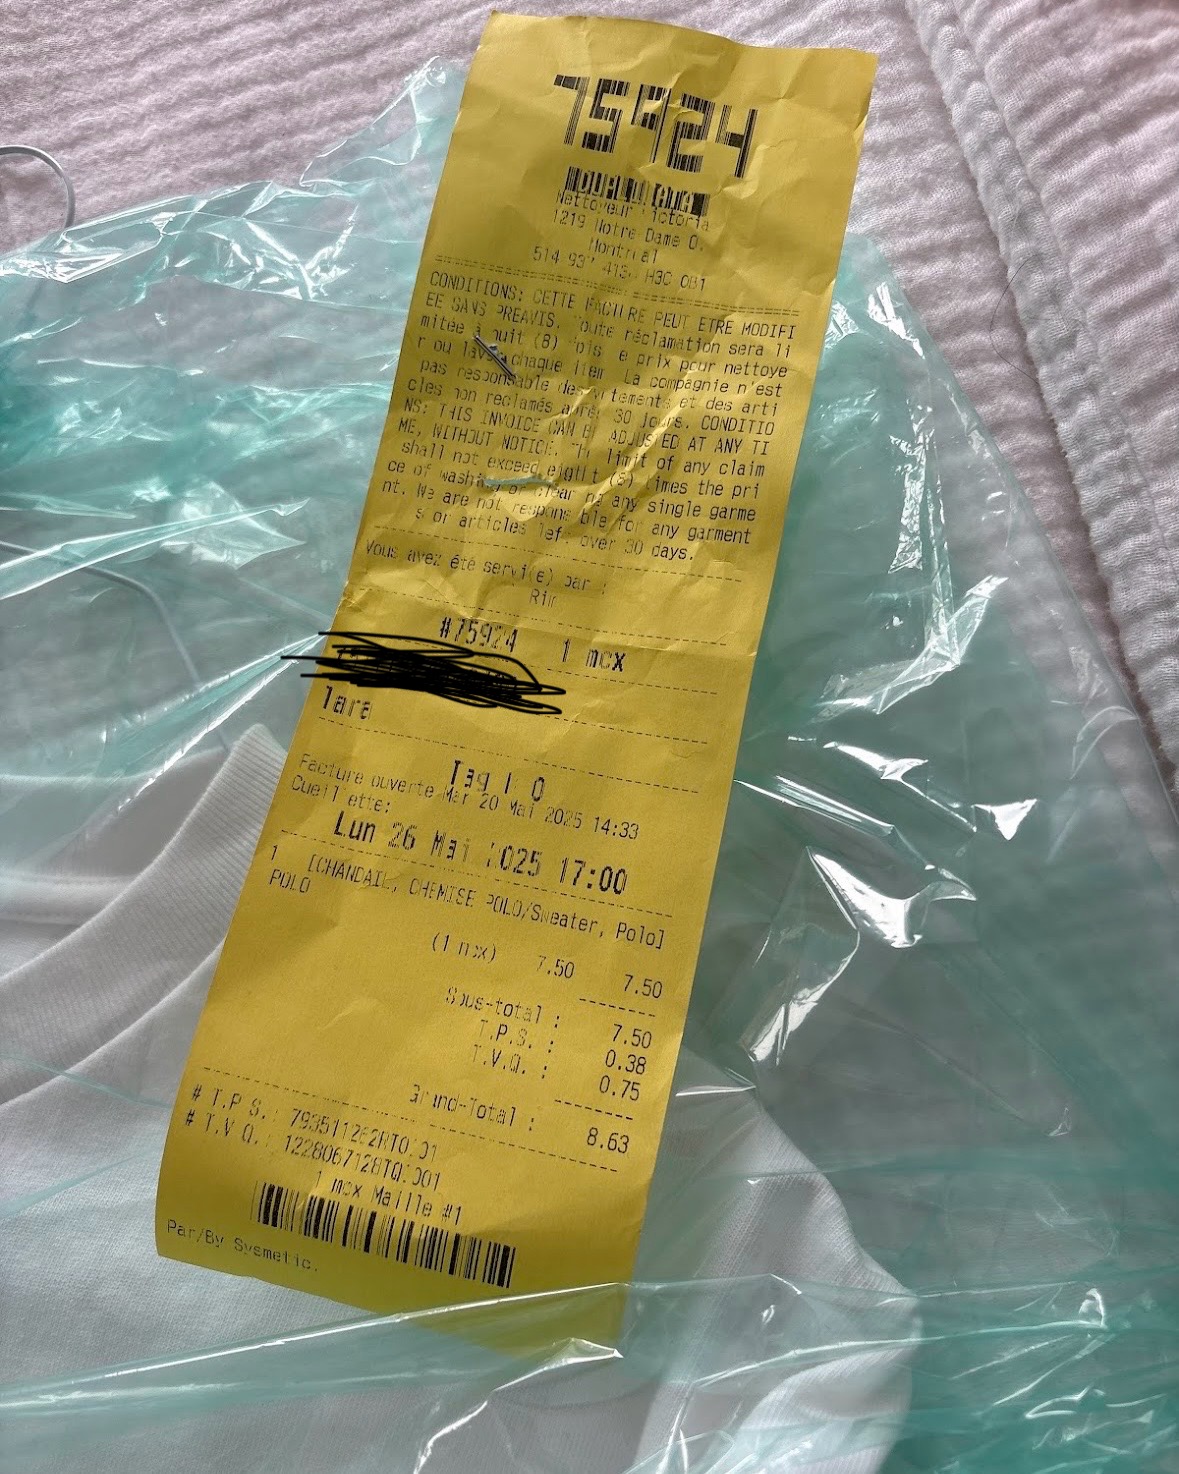 75924
Nettoyeur Victoria
1219 Notre Dame O.
Montréal
514 H3C 0B1
CONDITIONS: CETTE FACTURE PEUT ETRE MODIFI
EE SANS PREAVIS. Toute réclamation sera li
mitée à huit (8) fois le prix pour nettoye
r ou laver chaque item. La compagnie n'est
pas responsable des vêtements et des arti
cles non réclamés après 30 jours. CONDITIO
NS: THIS INVOICE CAN BE ADJUSTED AT ANY TI
ME, WITHOUT NOTICE. The limit of any claim
shall not exceed eight (8) times the pri
ce of washing or cleaning any single garme
nt. We are not responsible for any garment
s or articles left over 30 days.
Vous avez été servi(e) par :
#75924 1 mcx
Tara
Tag 1 0
Facture ouverte Mar 20 Mai 2025 14:33
Cueillette:
Lun 26 Mai 2025 17:00
1 [CHANDAIL, CHEMISE POLO/Sweater, Polo]
POLO
(1 mcx) 7.50 7.50
Sous-total : 7.50
T.P.S. : 0.38
T.V.Q. : 0.75
Grand-Total : 8.63
# T.P.S.:
# T.V.Q.:
1 mcx Maille #1
Par/By Sysmetic.